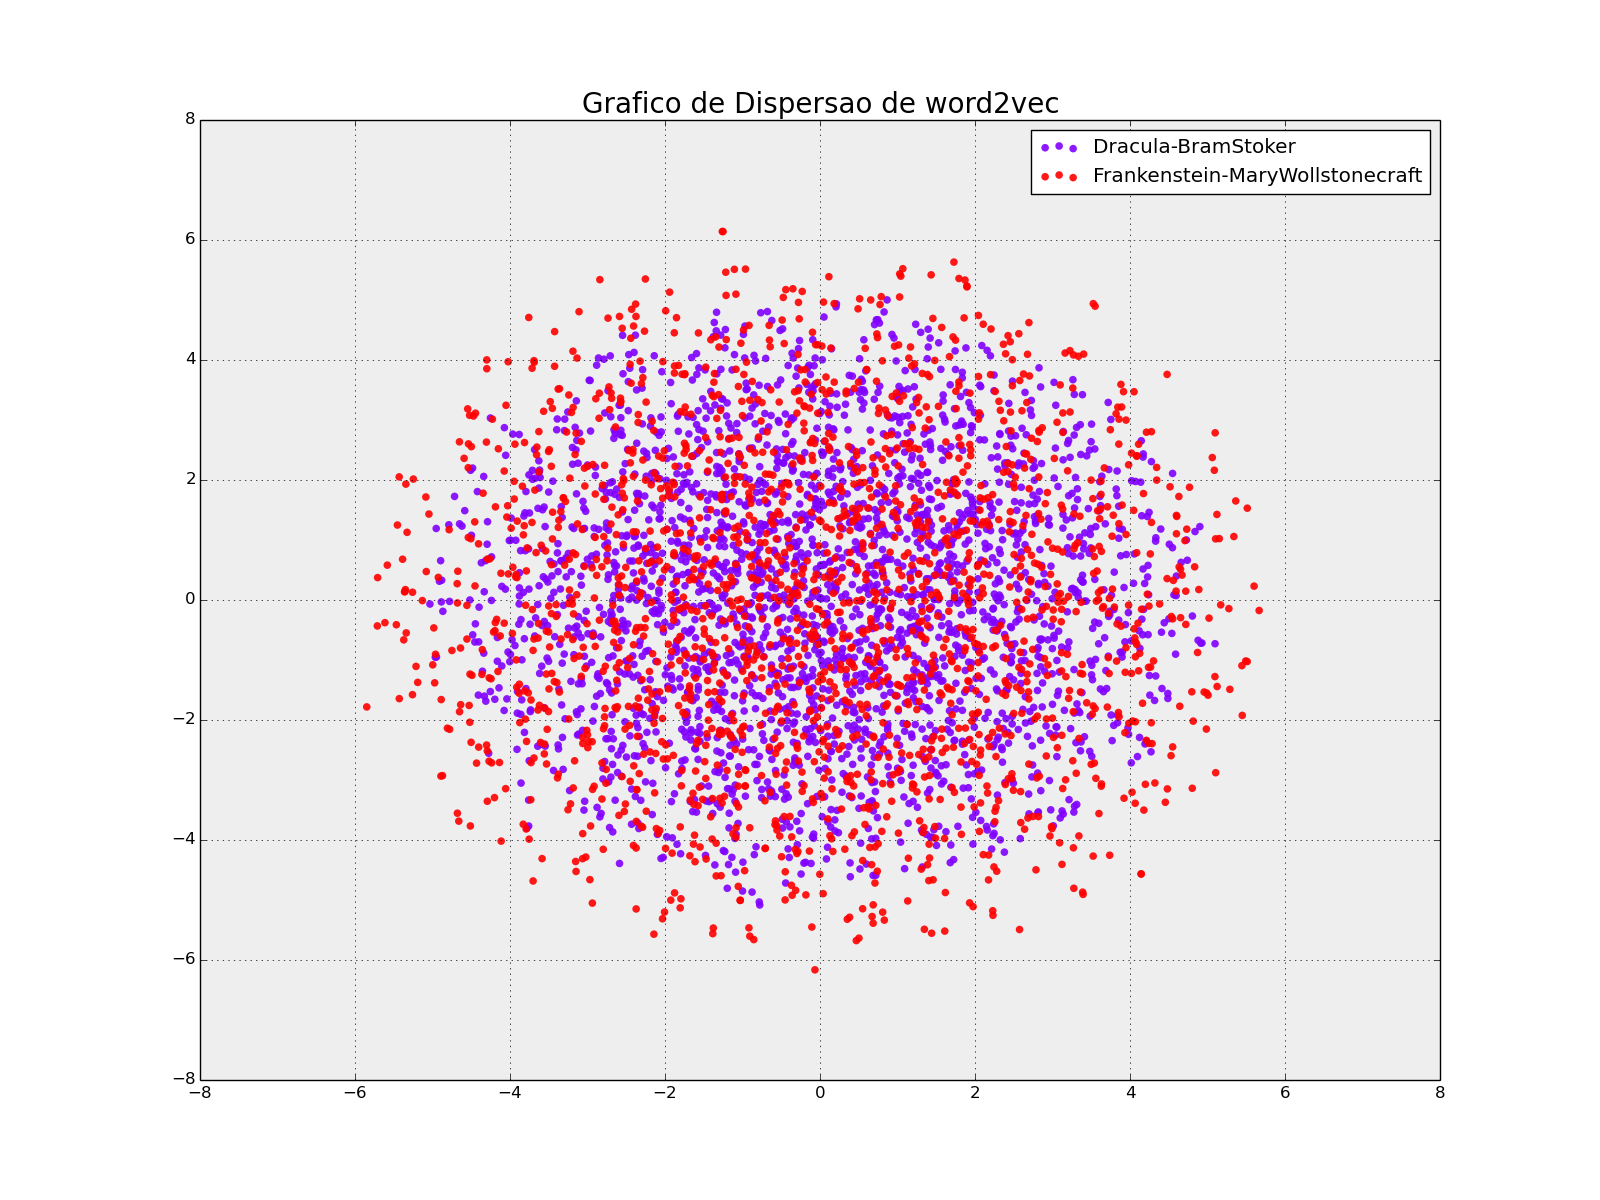 Grafico de Dispersao de word2vec
Dracula-BramStoker
Frankenstein-MaryWollstonecraft
8
6
4
2
0
−2
−4
−6
−8
−8 −6 −4 −2 0 2 4 6 8